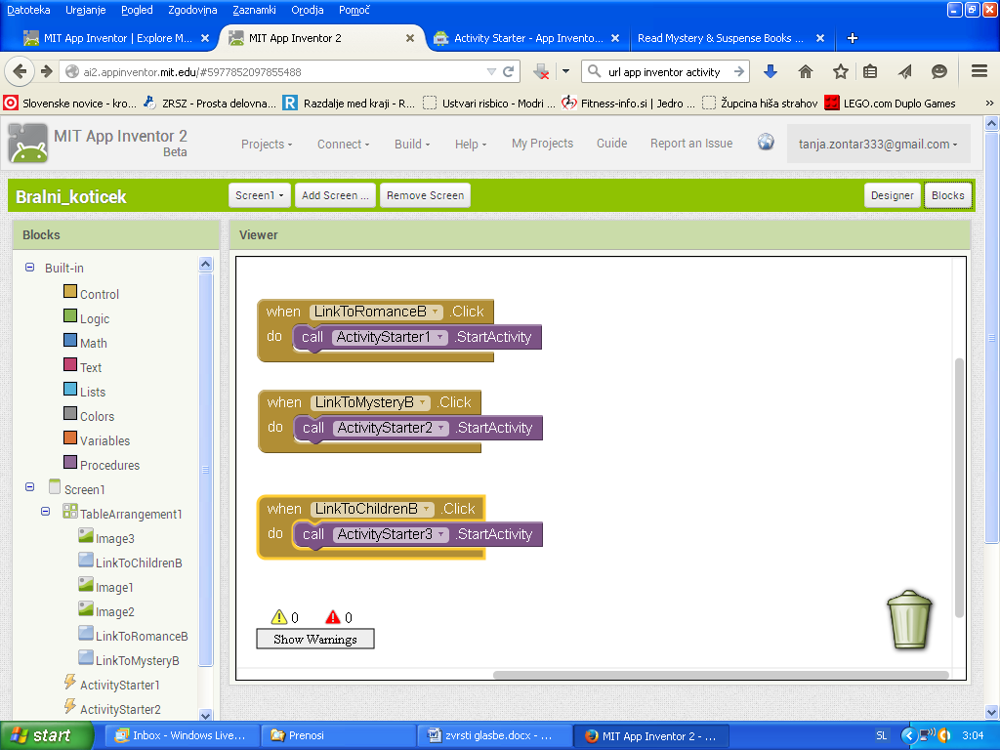 Datoteka Urejanje Pogled Zgodovina Zaznamki Orodja Pomoč
MIT App Inventor | Explore M... MIT App Inventor 2 Activity Starter - App Invento... Read Mystery & Suspense Books ...
ai2.appinventor.mit.edu/#5977852097855488 url app inventor activity
Slovenske novice - kro... ZRSZ - Prosta delovna... Razdalje med kraji - R... Ustvari risbico - Modri ... Fitness-info.si | Jedro ... Župcina hiša strahov LEGO.com Duplo Games
MIT App Inventor 2
Beta
Projects Connect Build Help My Projects Guide Report an Issue tanja.zontar333@gmail.com
Bralni_koticek Screen1 Add Screen ... Remove Screen Designer Blocks
Blocks
Built-in
Control
Logic
Math
Text
Lists
Colors
Variables
Procedures
Screen1
TableArrangement1
Image3
LinkToChildrenB
Image1
Image2
LinkToRomanceB
LinkToMysteryB
ActivityStarter1
ActivityStarter2
Viewer
when LinkToRomanceB .Click
do call ActivityStarter1 .StartActivity
when LinkToMysteryB .Click
do call ActivityStarter2 .StartActivity
when LinkToChildrenB .Click
do call ActivityStarter3 .StartActivity
0 0
Show Warnings
start Inbox - Windows Live... Prenosi zvrsti glasbe.docx - ... MIT App Inventor 2 - ... SL 3:04